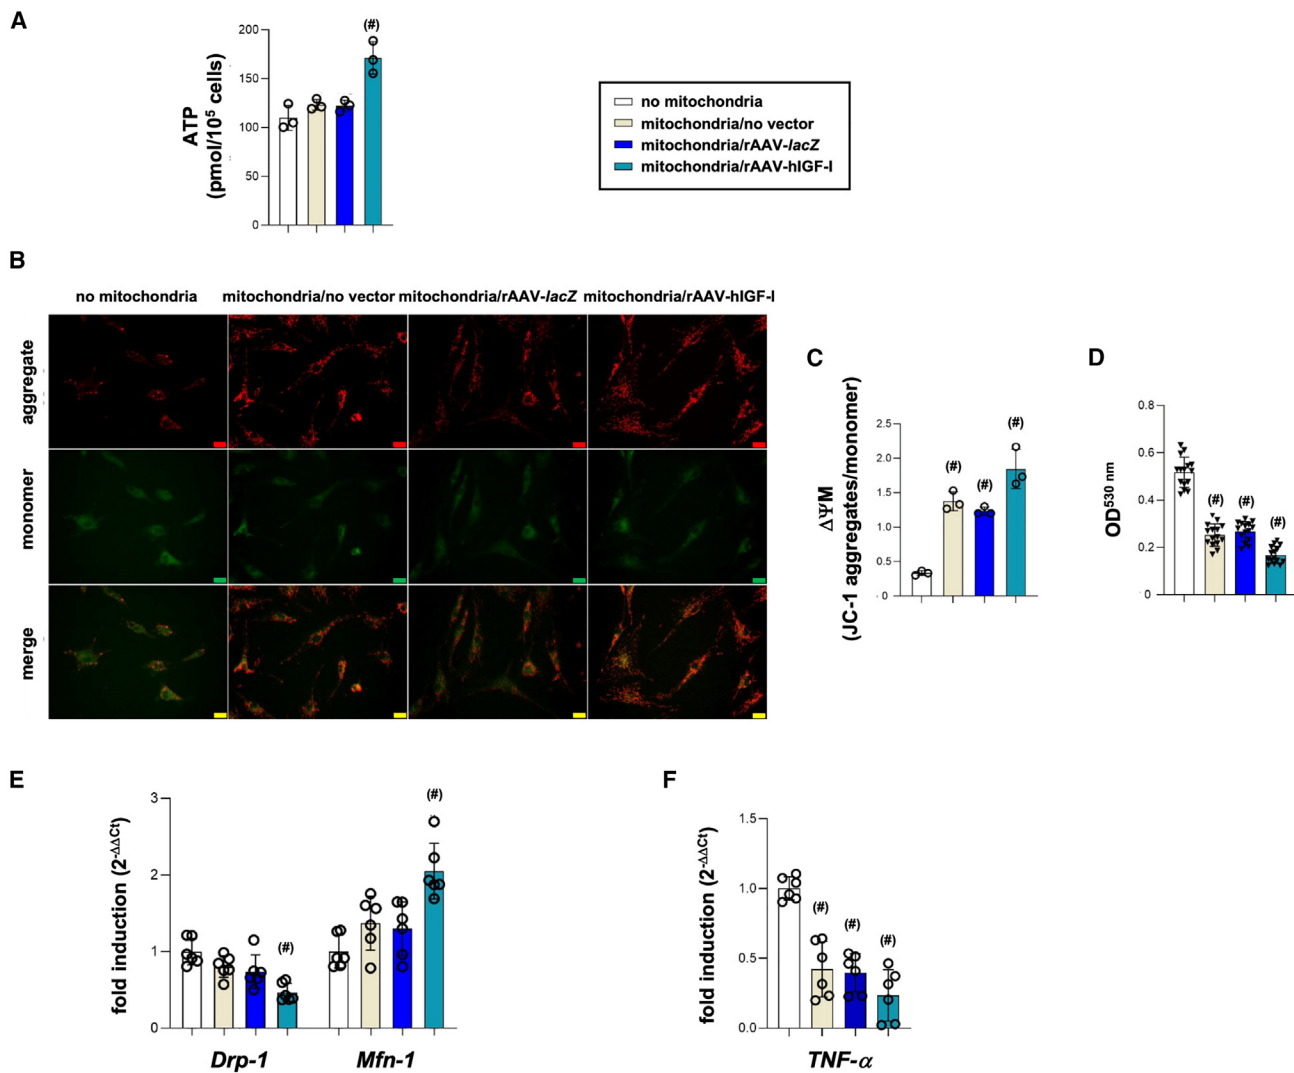 A
(#)
200
150
100
50
0
ATP
(pmol/10⁵ cells)
no mitochondria
mitochondria/no vector
mitochondria/rAAV-lacZ
mitochondria/rAAV-hIGF-I
B
no mitochondria
mitochondria/no vector
mitochondria/rAAV-lacZ
mitochondria/rAAV-hIGF-I
aggregate
monomer
merge
C
(#)
(#)
(#)
2.5
2.0
1.5
1.0
0.5
0
ΔΨM
(JC-1 aggregates/monomer)
D
0.8
0.6
0.4
0.2
0
OD⁵³⁰ ⁿᵐ
(#)
(#)
(#)
E
3
2
1
0
fold induction (2^-ΔΔCt)
(#)
(#)
Drp-1
Mfn-1
F
1.5
1.0
0.5
0.0
fold induction (2^-ΔΔCt)
(#)
(#)
(#)
TNF-α